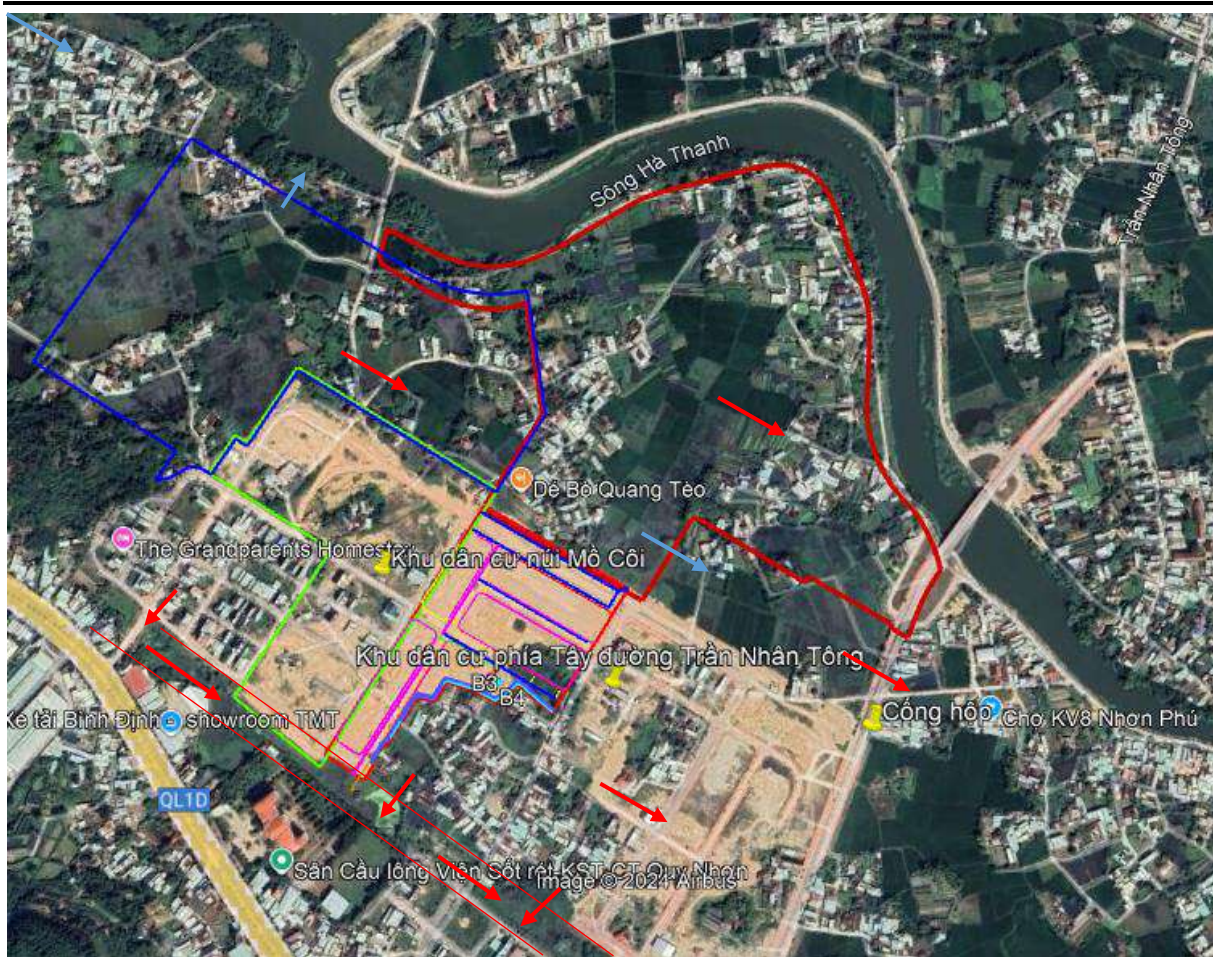 Sông Hà Thanh
Trần Nhân Tông
Dê Bò Quang Tèo
The Grandparents Homestay
Khu dân cư núi Mồ Côi
Khu dân cư phía Tây đường Trần Nhân Tông
B3
B4
Xe tải Bình Định showroom TMT
Cống hộp
Chợ KV8 Nhơn Phú
QL1D
Sân Cầu lông Viện Sốt rét-KST-CT Quy Nhơn
Image © 2024 Airbus